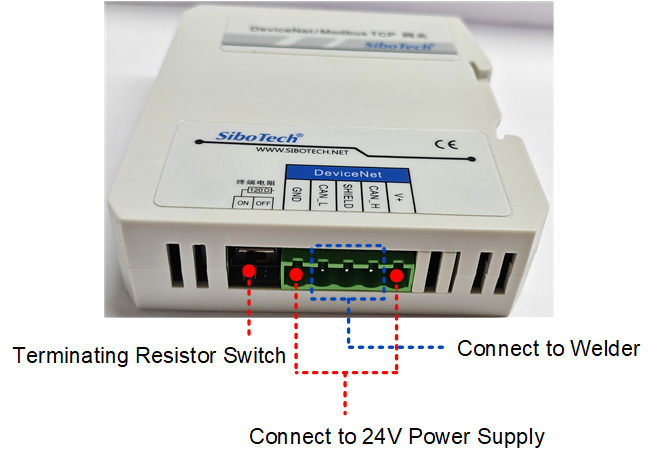 DeviceNet/Modbus TCP 网关
SiboTech
SiboTech®
WWW.SIBOTECH.NET
CE
DeviceNet
终端电阻
120Ω
ON OFF
GND
CAN_L
SHIELD
CAN_H
V+
Terminating Resistor Switch
Connect to Welder
Connect to 24V Power Supply